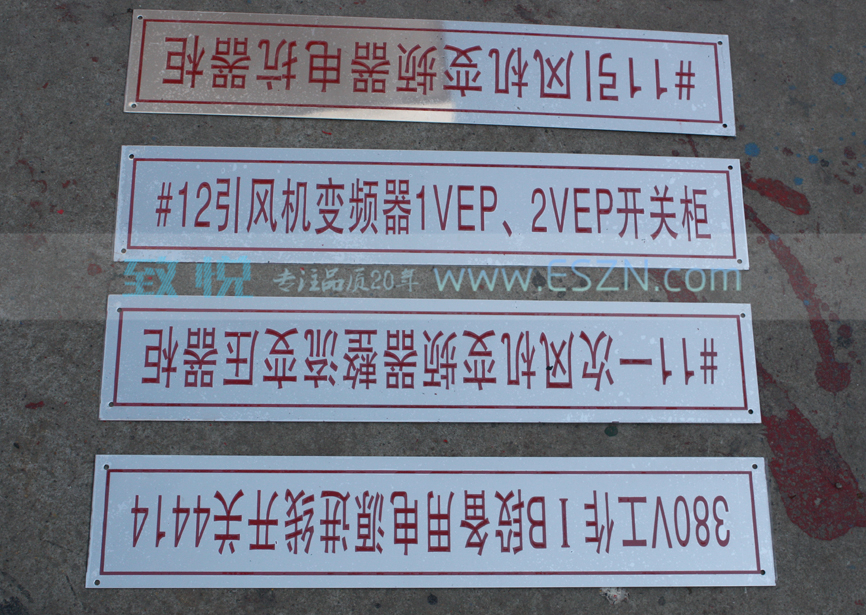 #11引风机变频器电抗器柜
#12引风机变频器1VEP、2VEP开关柜
致悦 专注品质20年 www.ESZN.com
#11一次风机变频器整流变压器柜
380V工作ⅠB段备用电源进线开关4414